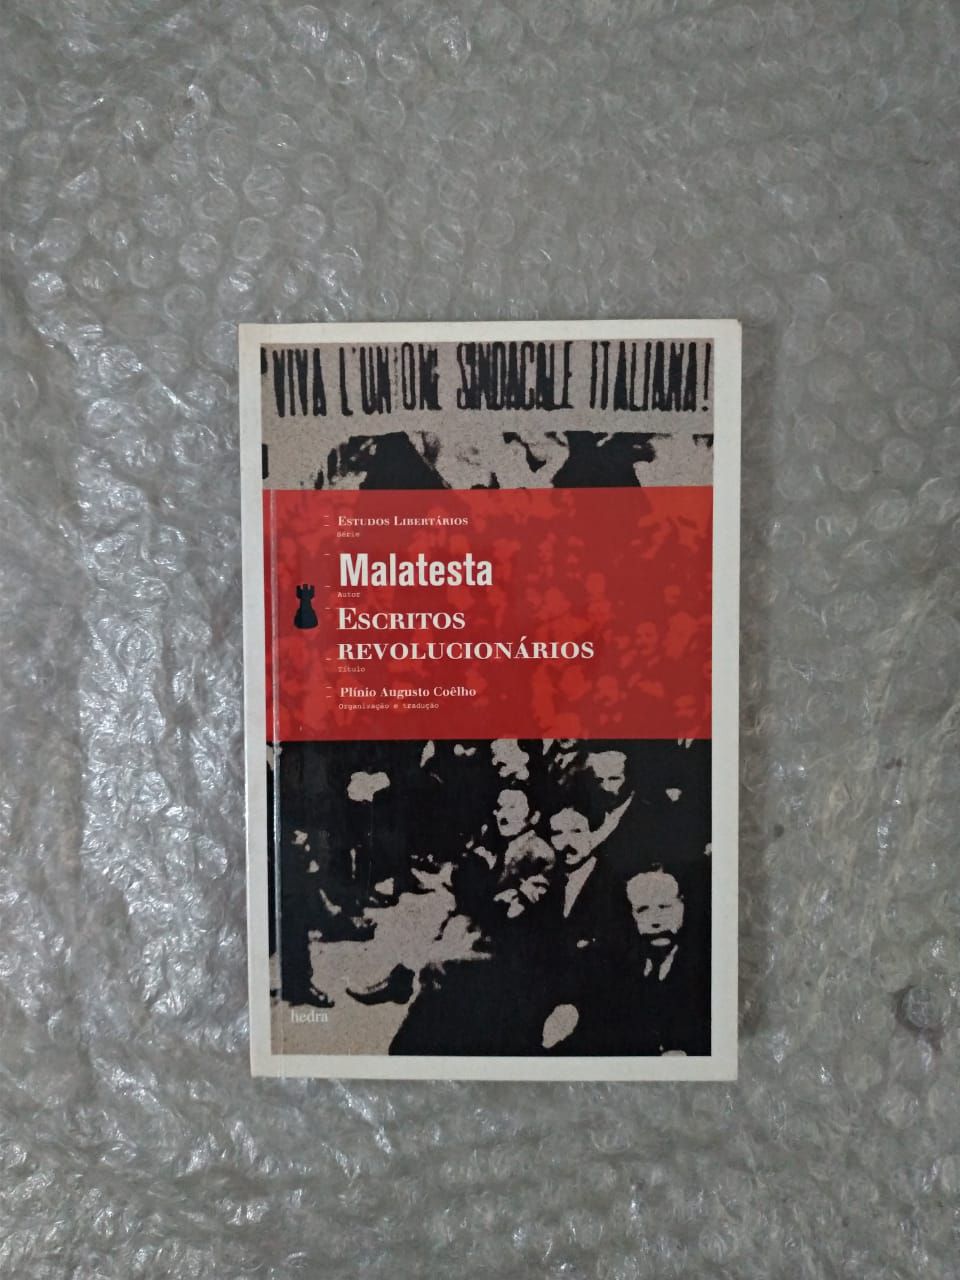 VIVA L'UNIONE SINDACALE ITALIANA!
ESTUDOS LIBERTÁRIOS
Série
Malatesta
Autor
ESCRITOS
REVOLUCIONÁRIOS
Título
Plínio Augusto Coêlho
Organização e tradução
hedra